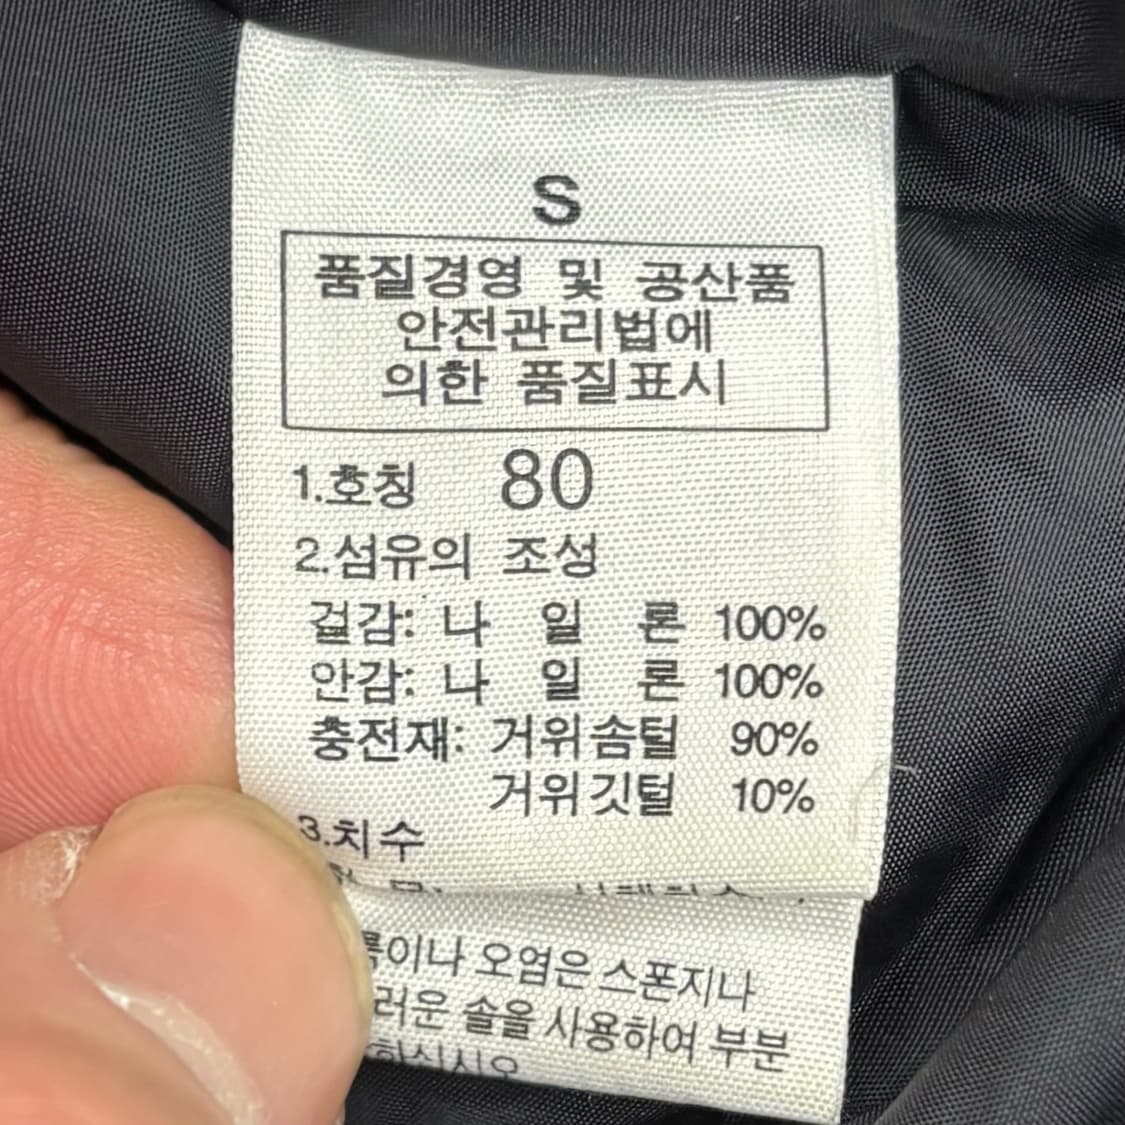 S
품질경영 및 공산품
안전관리법에
의한 품질표시
1.호칭 80
2.섬유의 조성
겉감: 나 일 론 100%
안감: 나 일 론 100%
충전재: 거위솜털 90%
거위깃털 10%
3.치수
오염은 스폰지나
솔을 사용하여 부분